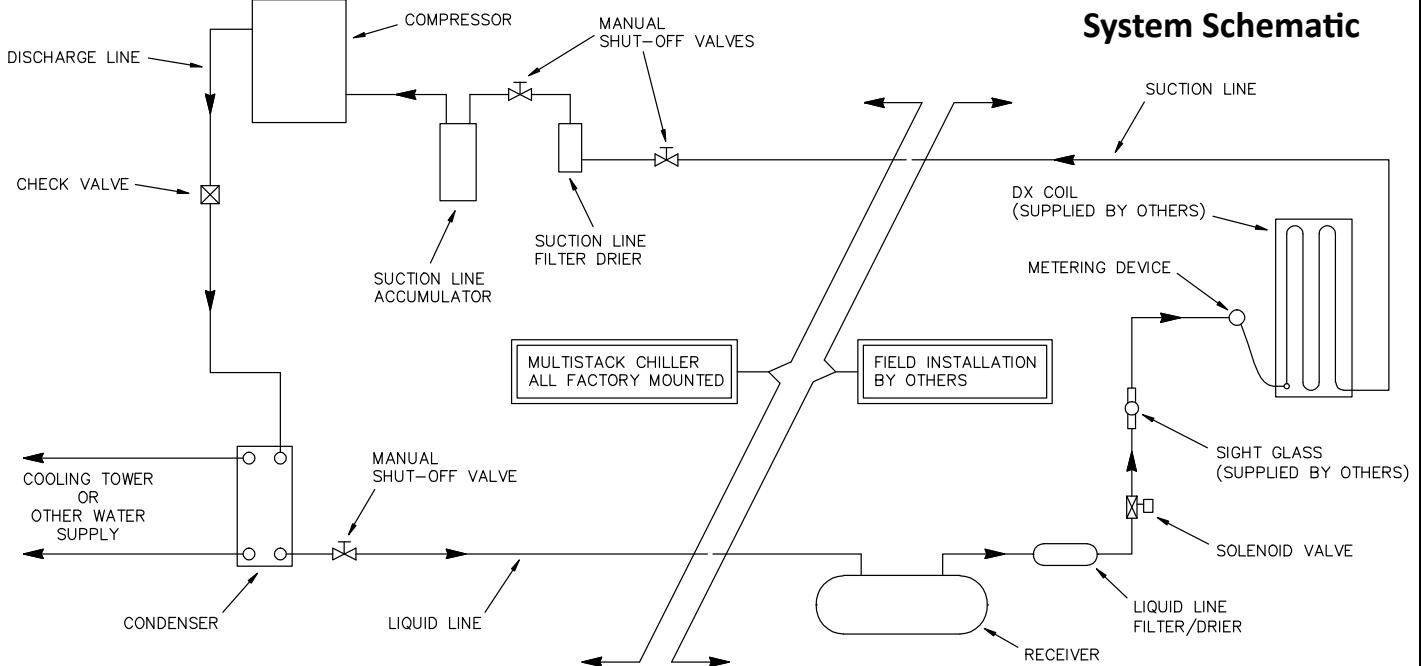 System Schematic
COMPRESSOR
MANUAL
SHUT-OFF VALVES
DISCHARGE LINE
SUCTION LINE
CHECK VALVE
DX COIL
(SUPPLIED BY OTHERS)
SUCTION LINE
FILTER DRIER
SUCTION LINE
ACCUMULATOR
METERING DEVICE
MULTISTACK CHILLER
ALL FACTORY MOUNTED
FIELD INSTALLATION
BY OTHERS
MANUAL
SHUT-OFF VALVE
SIGHT GLASS
(SUPPLIED BY OTHERS)
COOLING TOWER
OR
OTHER WATER
SUPPLY
SOLENOID VALVE
CONDENSER
LIQUID LINE
LIQUID LINE
FILTER/DRIER
RECEIVER